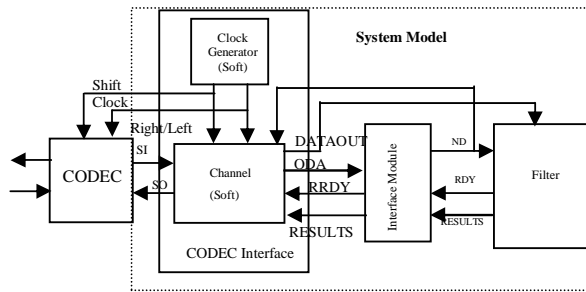 System Model
Clock
Generator
(Soft)
Shift
Clock
Right/Left
SI
DATAOUT
ND
CODEC
Channel
(Soft)
ODA
SO
RRDY
RDY
Interface Module
Filter
RESULTS
RESULTS
CODEC Interface